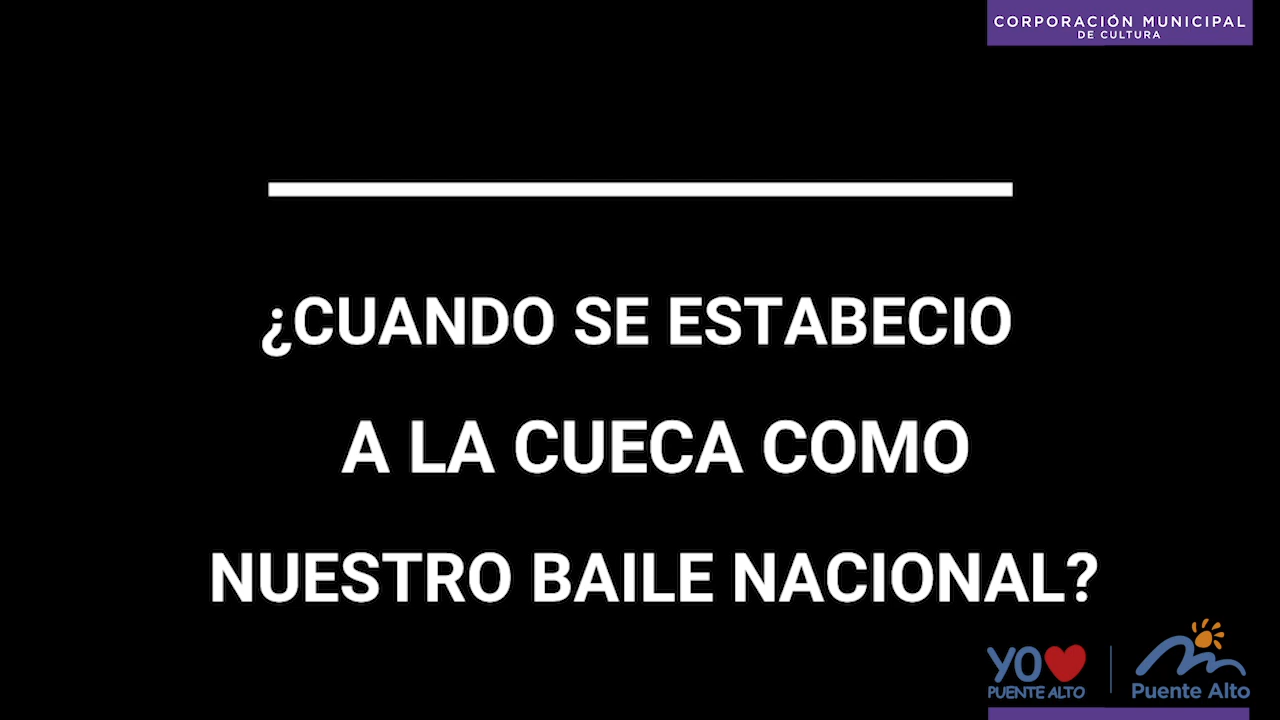 CORPORACIÓN MUNICIPAL
DE CULTURA
¿CUANDO SE ESTABECIO
A LA CUECA COMO
NUESTRO BAILE NACIONAL?
YO
PUENTE ALTO
Puente Alto